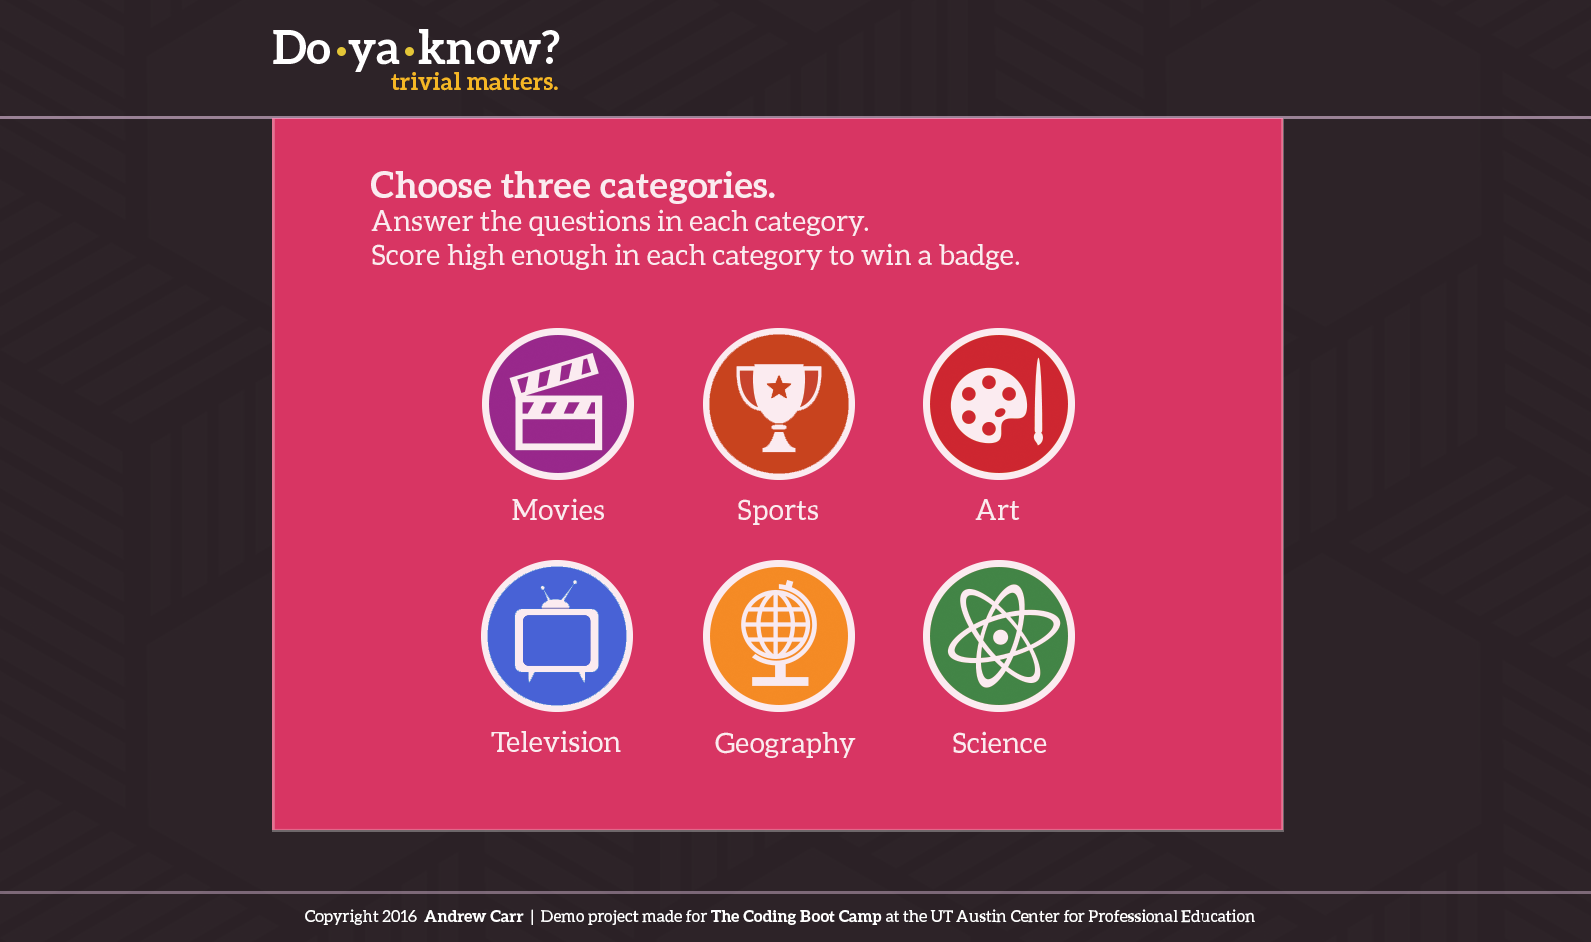 Do·ya·know?
trivial matters.
Choose three categories.
Answer the questions in each category.
Score high enough in each category to win a badge.
Movies
Sports
Art
Television
Geography
Science
Copyright 2016 Andrew Carr | Demo project made for The Coding Boot Camp at the UT Austin Center for Professional Education